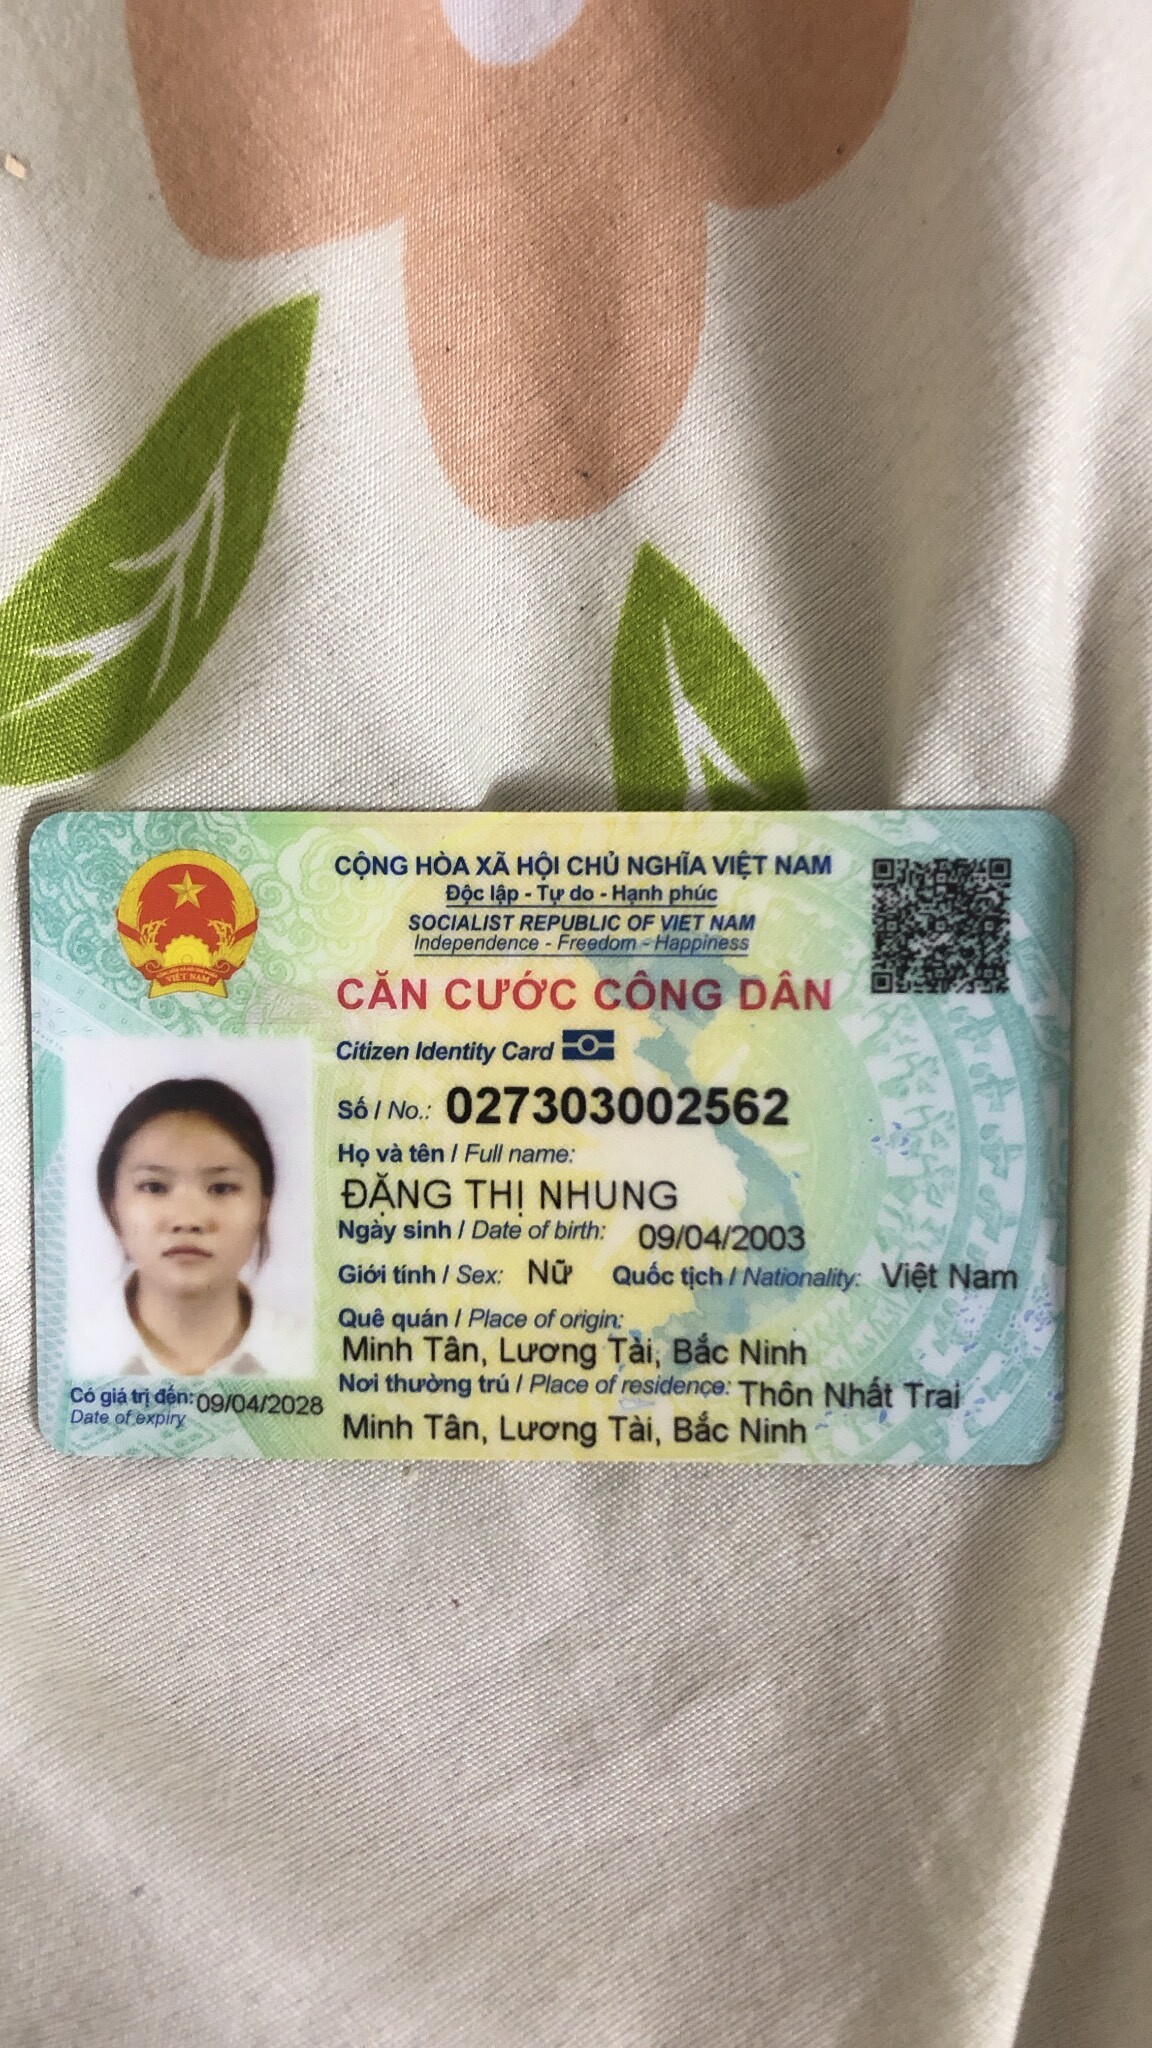 CỘNG HÒA XÃ HỘI CHỦ NGHĨA VIỆT NAM
Độc lập - Tự do - Hạnh phúc
SOCIALIST REPUBLIC OF VIET NAM
Independence - Freedom - Happiness
CĂN CƯỚC CÔNG DÂN
Citizen Identity Card
Số / No.: 027303002562
Họ và tên / Full name:
ĐẶNG THỊ NHUNG
Ngày sinh / Date of birth: 09/04/2003
Giới tính / Sex: Nữ Quốc tịch / Nationality: Việt Nam
Quê quán / Place of origin:
Minh Tân, Lương Tài, Bắc Ninh
Nơi thường trú / Place of residence: Thôn Nhất Trai
Minh Tân, Lương Tài, Bắc Ninh
Có giá trị đến: 09/04/2028
Date of expiry
VIỆT NAM